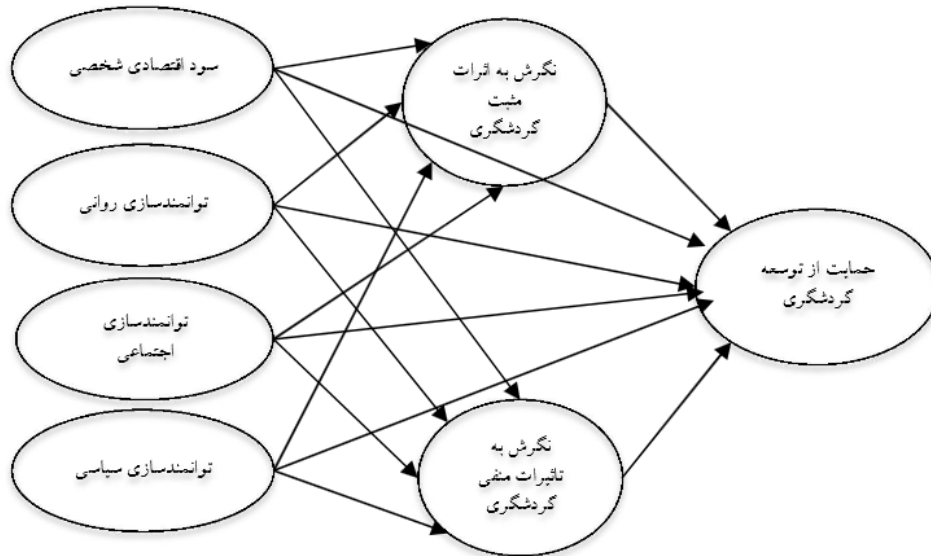 سود اقتصادی شخصی
توانمندسازی روانی
توانمندسازی
اجتماعی
توانمندسازی سیاسی
نگرش به اثرات
مثبت
گردشگری
نگرش به
تاثیرات منفی
گردشگری
حمایت از توسعه
گردشگری